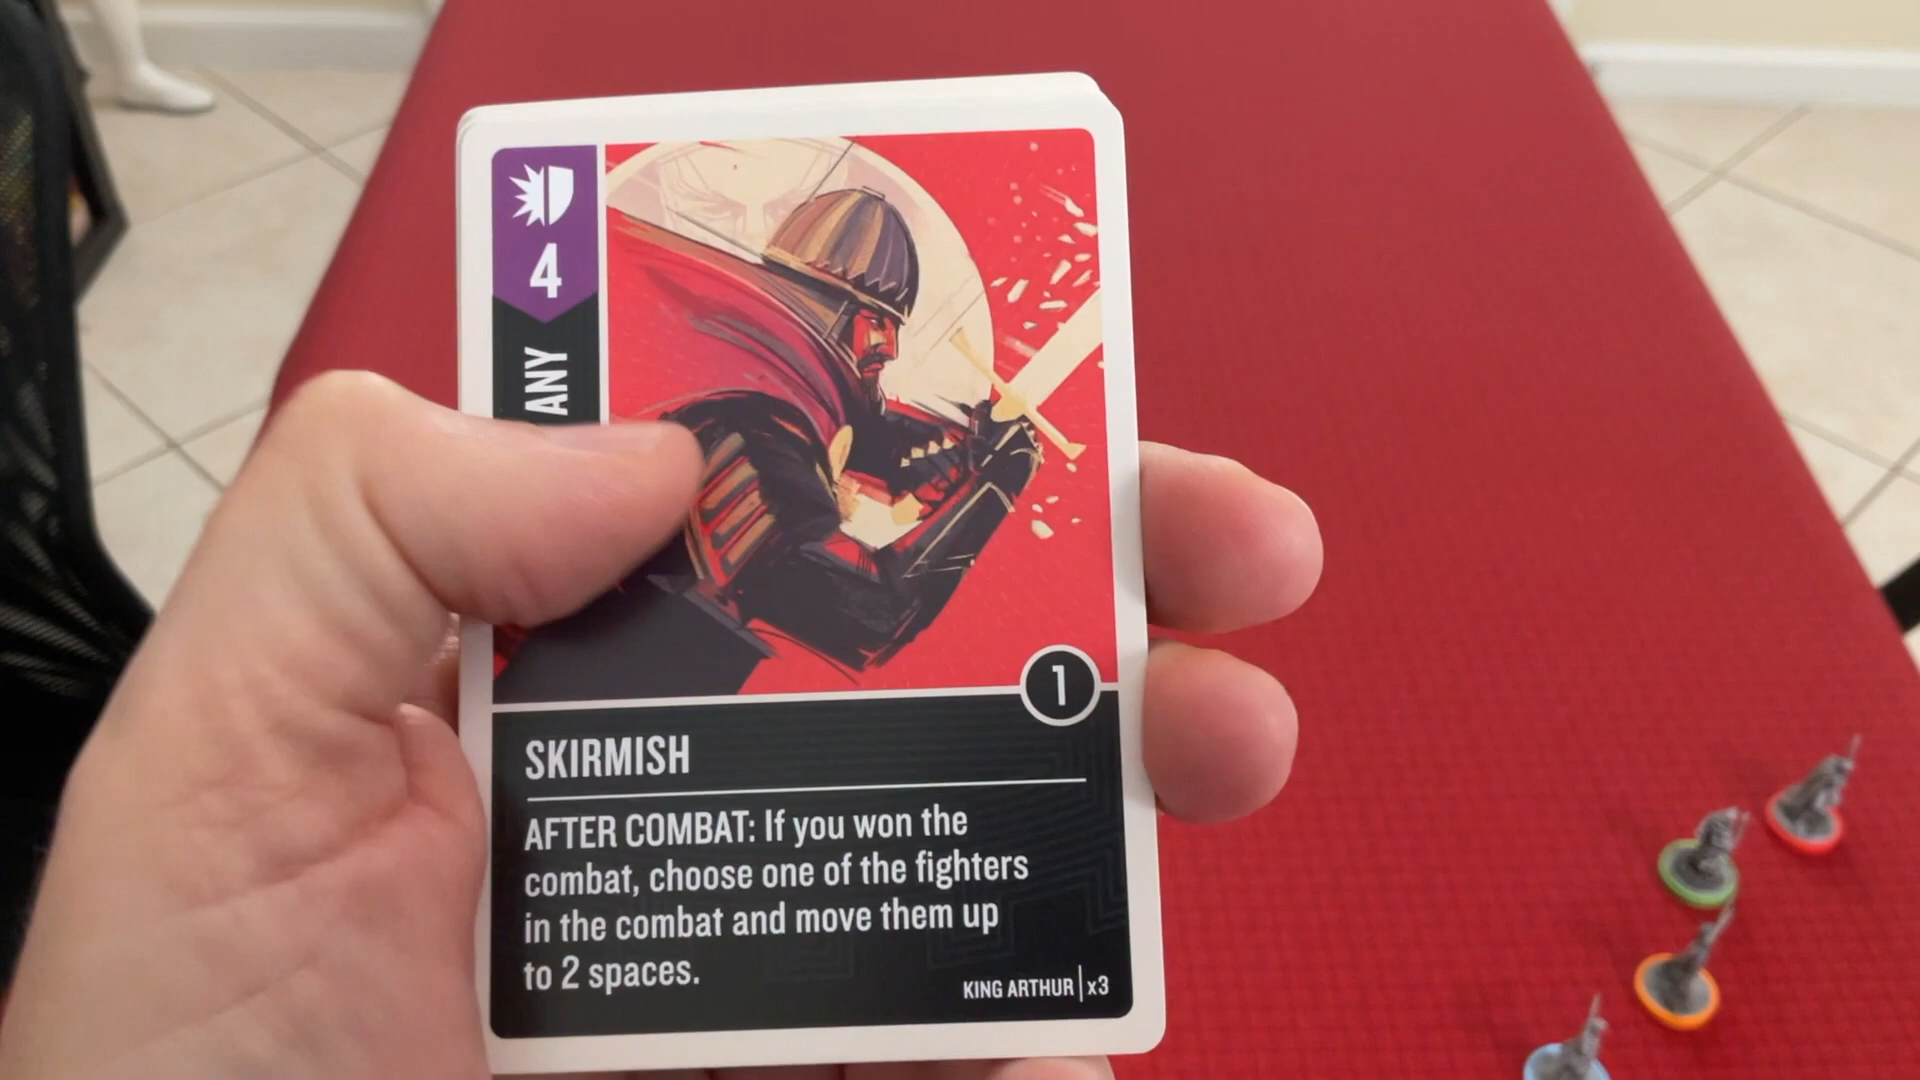 4
ANY
1
SKIRMISH
AFTER COMBAT: If you won the
combat, choose one of the fighters
in the combat and move them up
to 2 spaces.
KING ARTHUR | x3